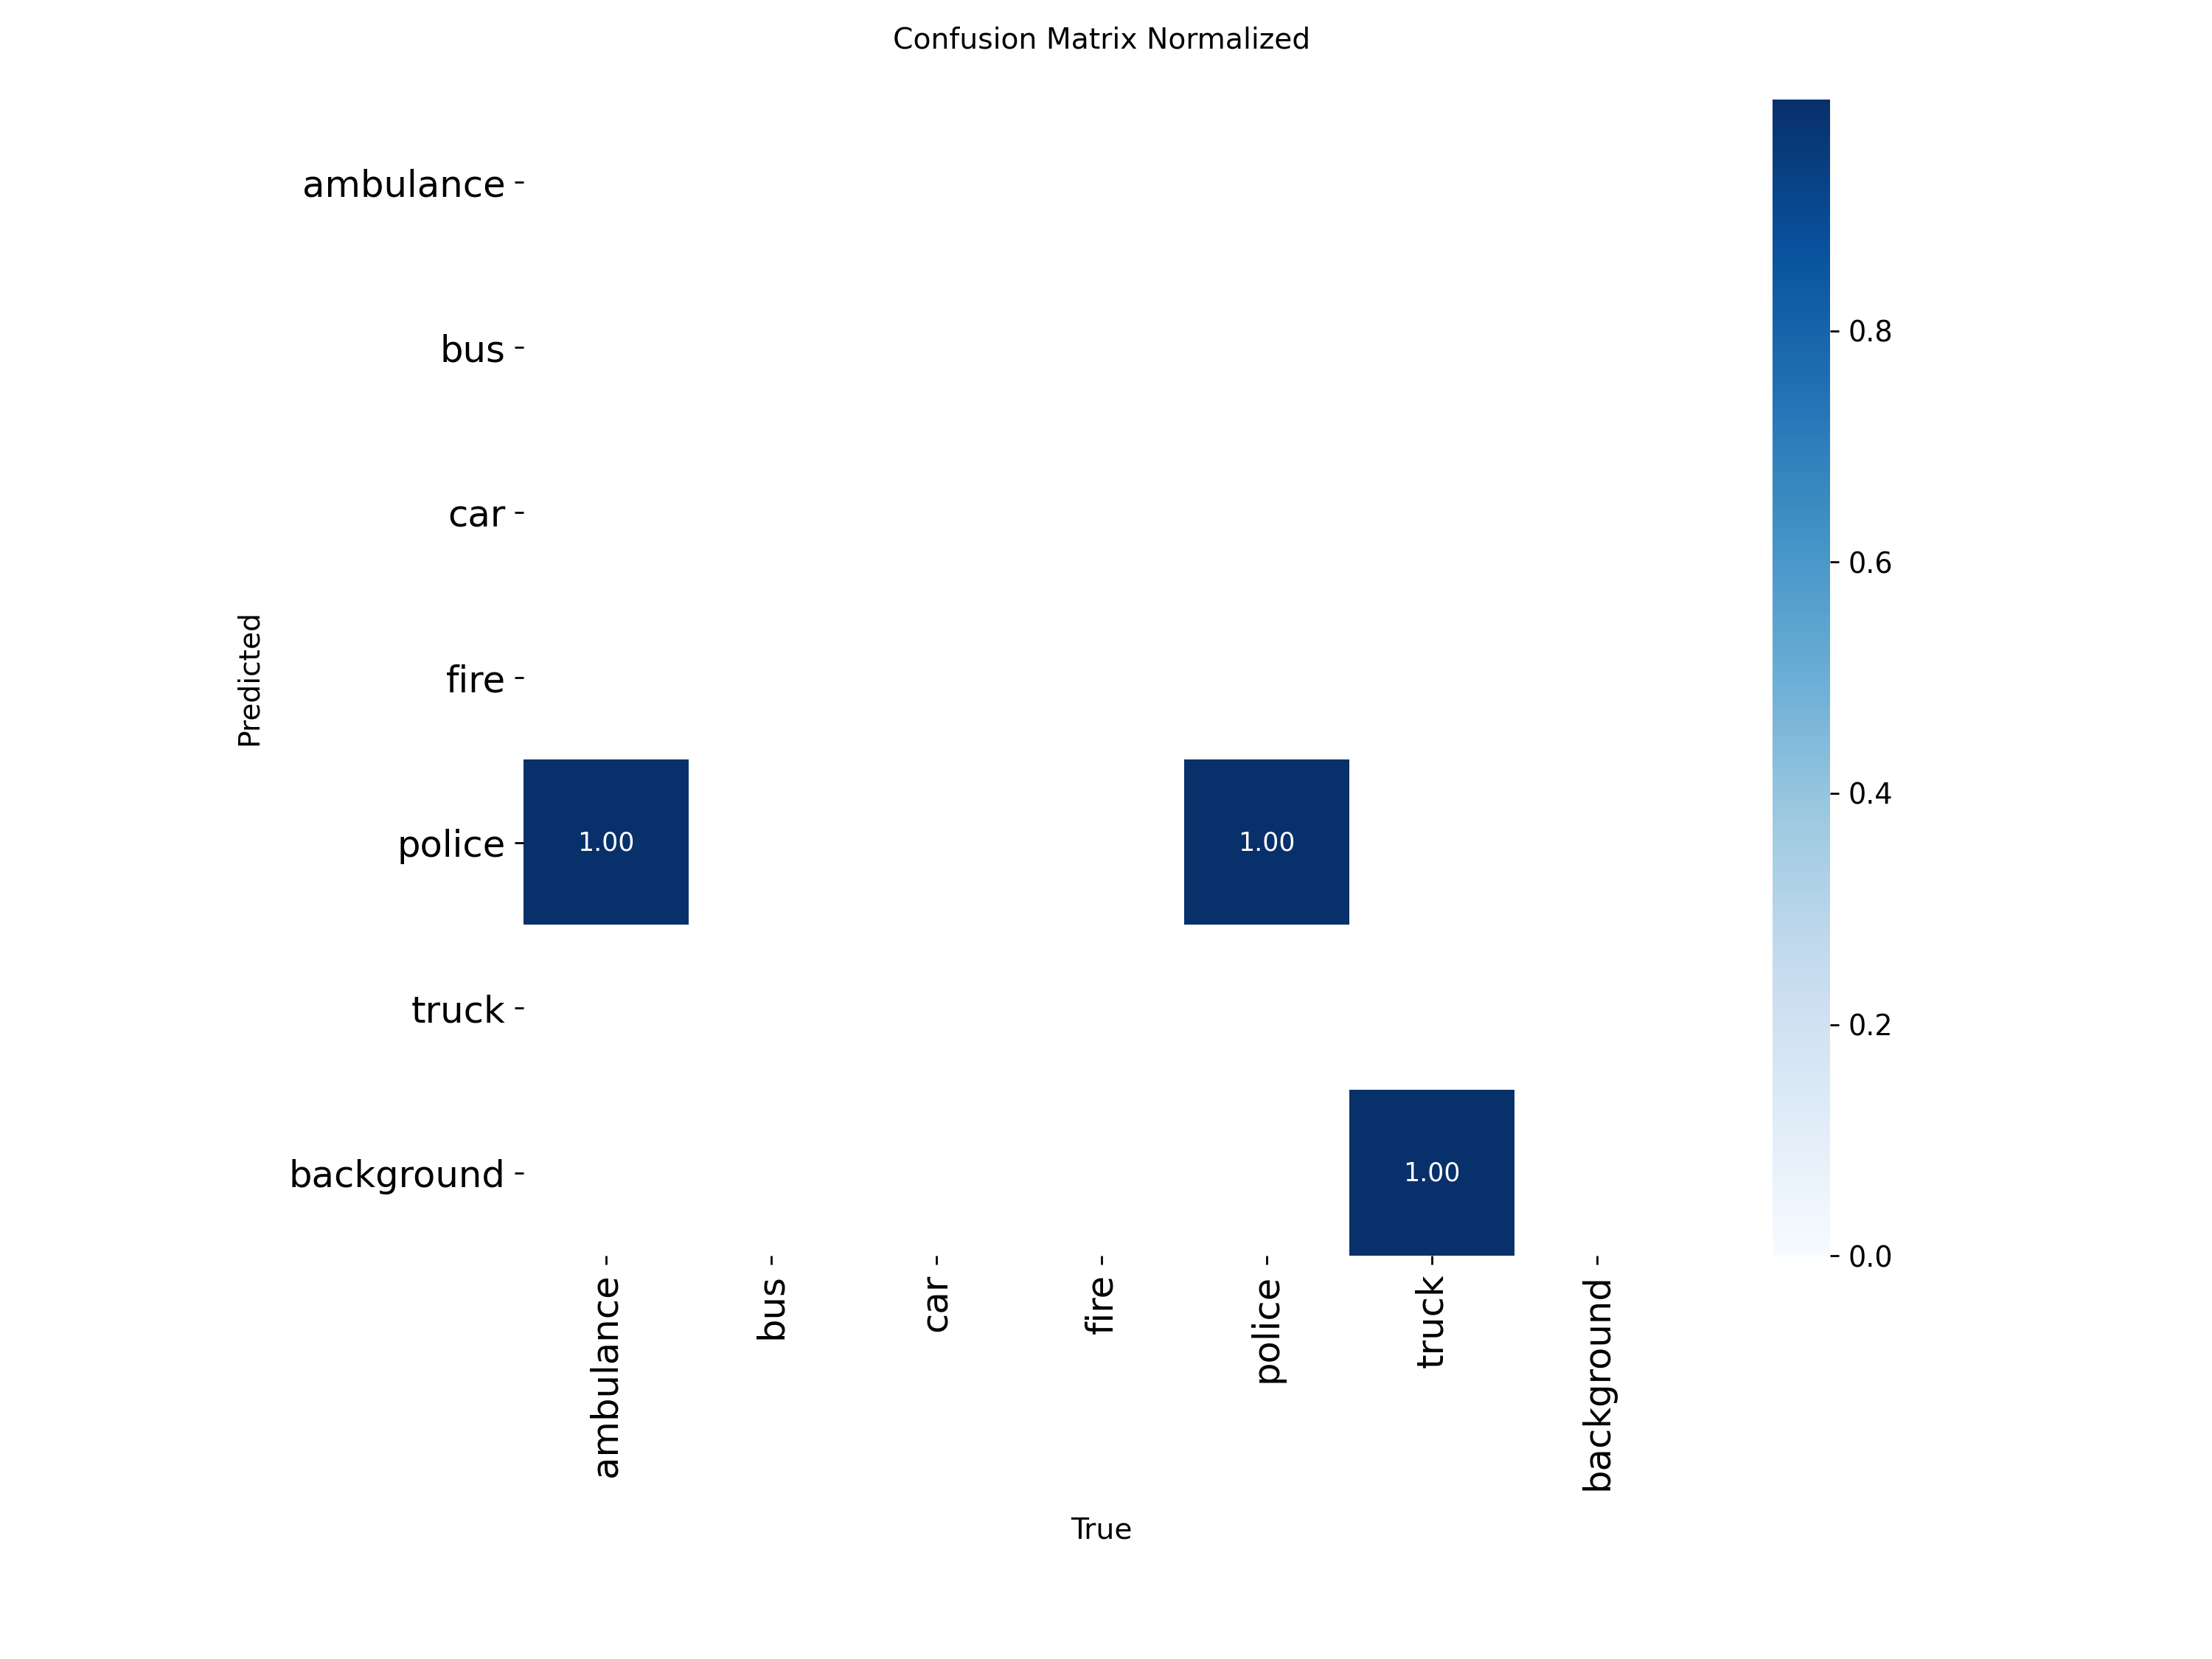 Confusion Matrix Normalized
ambulance
bus
car
fire
police
truck
background
Predicted
1.00
1.00
1.00
ambulance
bus
car
fire
police
truck
background
True
0.8
0.6
0.4
0.2
0.0